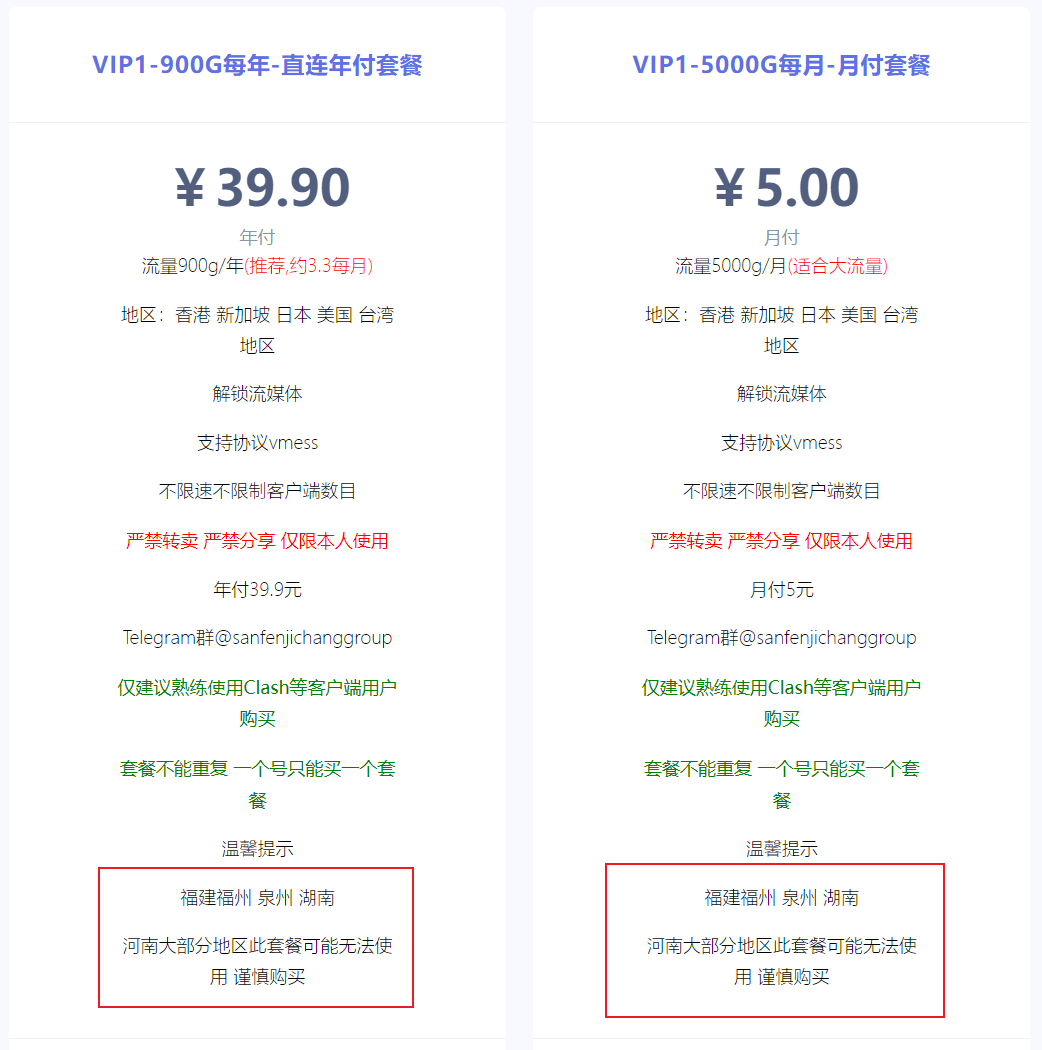 VIP1-900G每年-直连年付套餐
￥39.90
年付
流量900g/年(推荐,约3.3每月)
地区：香港 新加坡 日本 美国 台湾
地区
解锁流媒体
支持协议vmess
不限速不限制客户端数目
严禁转卖 严禁分享 仅限本人使用
年付39.9元
Telegram群@sanfenjichanggroup
仅建议熟练使用Clash等客户端用户
购买
套餐不能重复 一个号只能买一个套
餐
温馨提示
福建福州 泉州 湖南
河南大部分地区此套餐可能无法使
用 谨慎购买
VIP1-5000G每月-月付套餐
￥5.00
月付
流量5000g/月(适合大流量)
地区：香港 新加坡 日本 美国 台湾
地区
解锁流媒体
支持协议vmess
不限速不限制客户端数目
严禁转卖 严禁分享 仅限本人使用
月付5元
Telegram群@sanfenjichanggroup
仅建议熟练使用Clash等客户端用户
购买
套餐不能重复 一个号只能买一个套
餐
温馨提示
福建福州 泉州 湖南
河南大部分地区此套餐可能无法使
用 谨慎购买